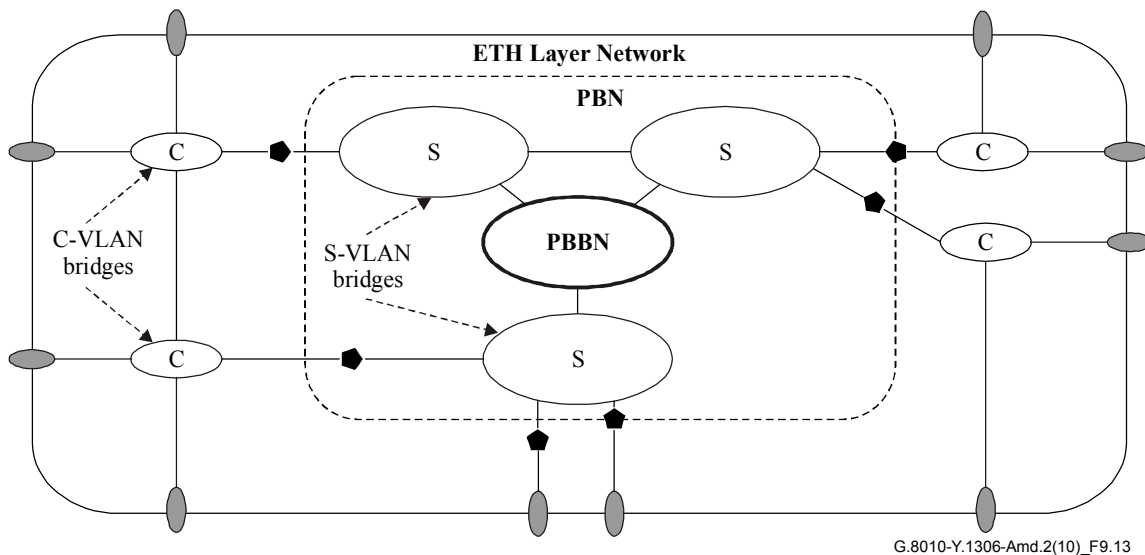 ETH Layer Network
PBN
C
S
S
C
C-VLAN
bridges
S-VLAN
bridges
PBBN
C
C
S
G.8010-Y.1306-Amd.2(10)_F9.13